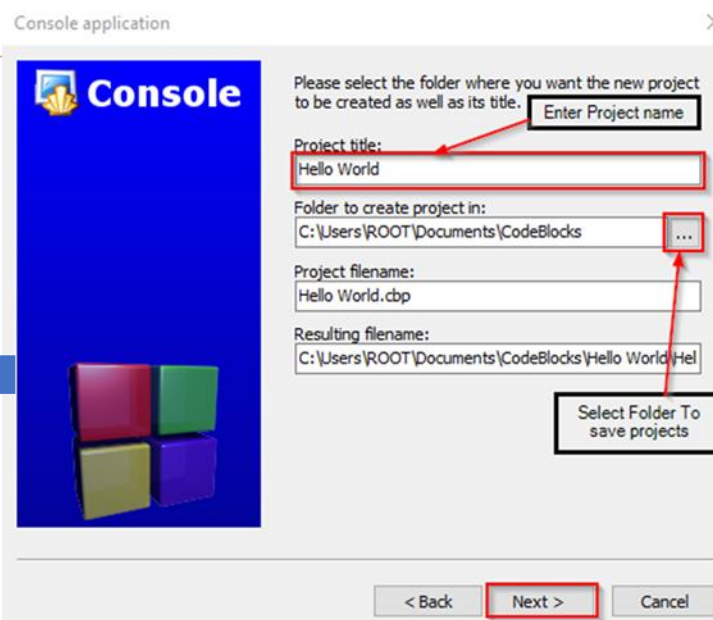 Console application
Console
Please select the folder where you want the new project
to be created as well as its title.
Enter Project name
Project title:
Hello World
Folder to create project in:
C:\Users\ROOT\Documents\CodeBlocks
...
Project filename:
Hello World.cbp
Resulting filename:
C:\Users\ROOT\Documents\CodeBlocks\Hello World\Hel
Select Folder To
save projects
< Back
Next >
Cancel